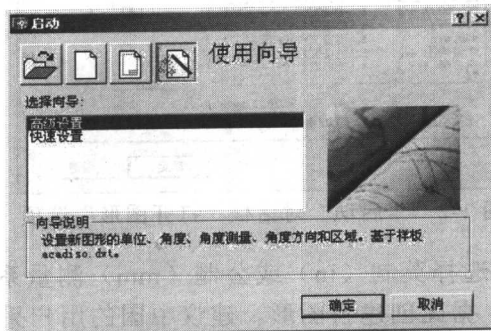 启动
使用向导
选择向导:
高级设置
快速设置
向导说明
设置新图形的单位、角度、角度测量、角度方向和区域。基于样板
acadiso.dwt。
确定 取消